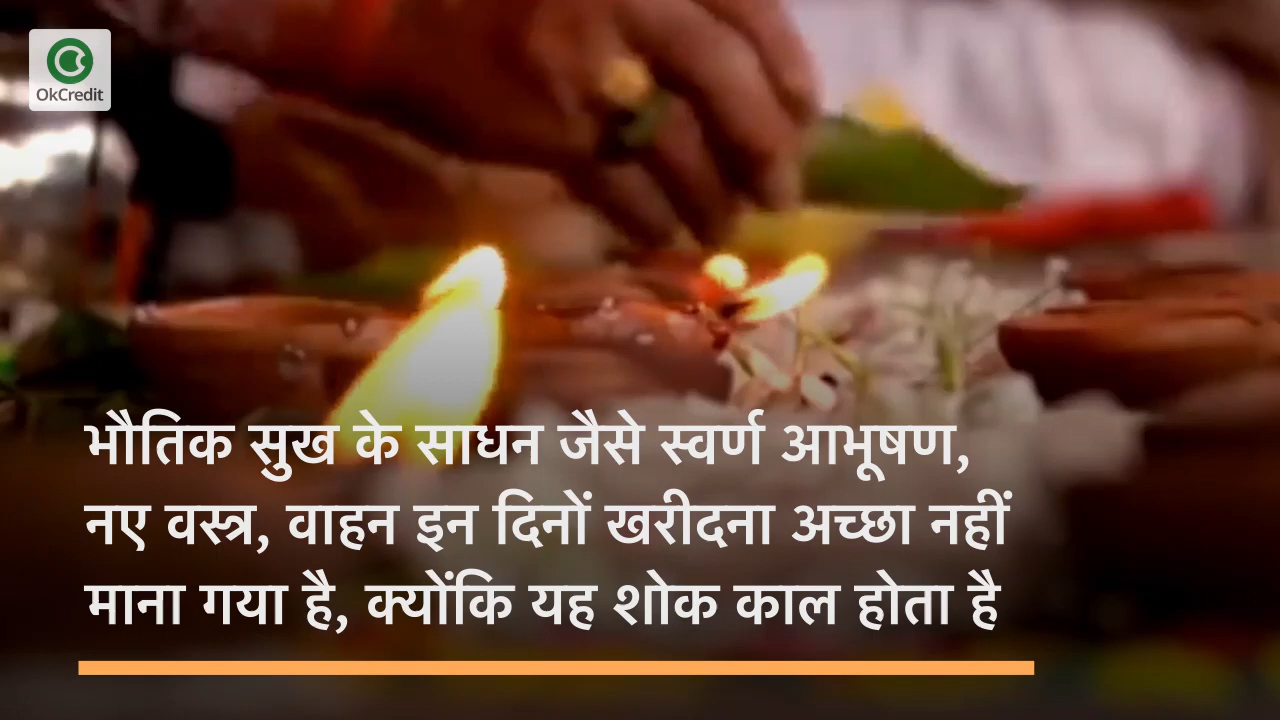 OkCredit
भौतिक सुख के साधन जैसे स्वर्ण आभूषण,
नए वस्त्र, वाहन इन दिनों खरीदना अच्छा नहीं
माना गया है, क्योंकि यह शोक काल होता है